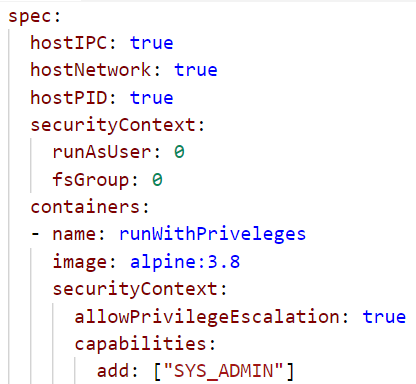 spec:
  hostIPC: true
  hostNetwork: true
  hostPID: true
  securityContext:
    runAsUser: 0
    fsGroup: 0
  containers:
  - name: runWithPriveleges
    image: alpine:3.8
    securityContext:
      allowPrivilegeEscalation: true
      capabilities:
        add: ["SYS_ADMIN"]